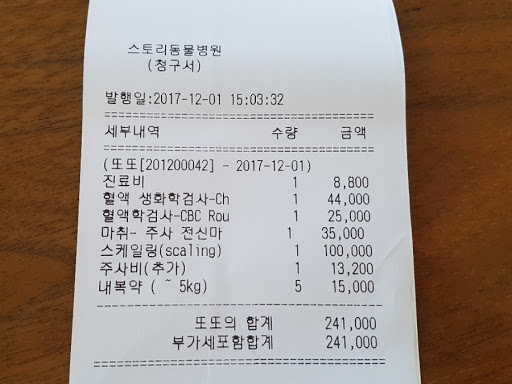 스토리동물병원
(청구서)
발행일:2017-12-01 15:03:32
세부내역 수량 금액
(또또[201200042] - 2017-12-01)
진료비 1 8,800
혈액 생화학검사-Ch 1 44,000
혈액학검사-CBC Rou 1 25,000
마취- 주사 전신마 1 35,000
스케일링(scaling) 1 100,000
주사비(추가) 1 13,200
내복약 ( ~ 5kg) 5 15,000
또또의 합계 241,000
부가세포함합계 241,000